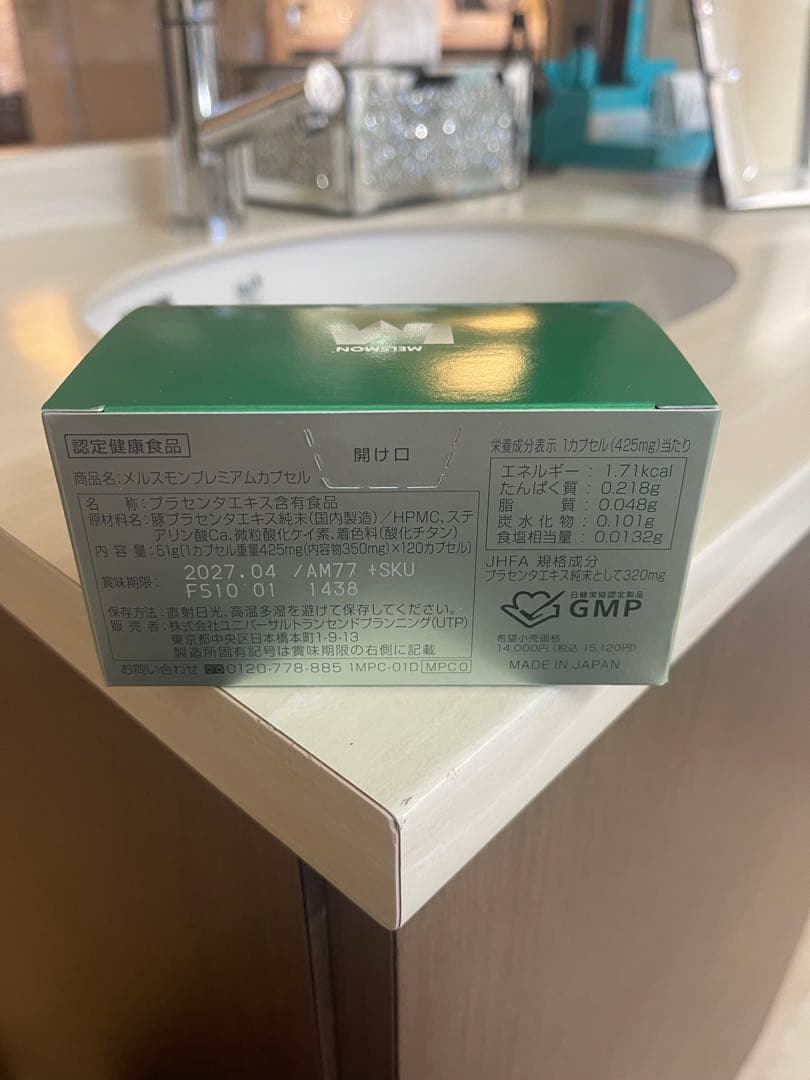 MELSMON
認定健康食品
開け口
商品名:メルスモンプレミアムカプセル
名 称:プラセンタエキス含有食品
原材料名:豚プラセンタエキス純末(国内製造)/HPMC、ステ
アリン酸Ca、微粒酸化ケイ素、着色料(酸化チタン)
内 容 量:51g(1カプセル重量425mg(内容物350mg)×120カプセル)
賞味期限: 2027.04 /AM77 +SKU
F510'01 1438
保存方法:直射日光、高温多湿を避けて保存してください。
販 売 者:株式会社ユニバーサルトランセンドプランニング(UTP)
東京都中央区日本橋本町1-9-13
製造所固有記号は賞味期限の右側に記載
お問い合わせ 0120-778-885 1MPC-01D MPC0
栄養成分表示 1カプセル(425mg)当たり
エネルギー : 1.71kcal
たんぱく質 : 0.218g
脂 質 : 0.048g
炭水化物 : 0.101g
食塩相当量 : 0.0132g
JHFA 規格成分
プラセンタエキス純末として320mg
日健栄協認定製品
GMP
希望小売価格
14,000円(税込 15,120円)
MADE IN JAPAN